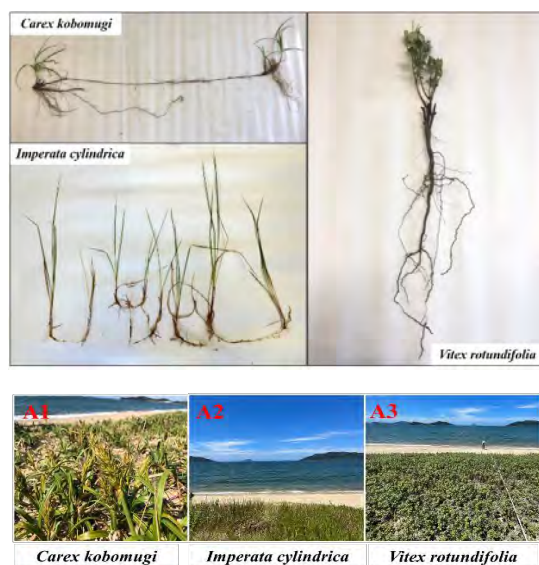 Carex kobomugi
Imperata cylindrica
Vitex rotundifolia
A1
A2
A3
Carex kobomugi
Imperata cylindrica
Vitex rotundifolia